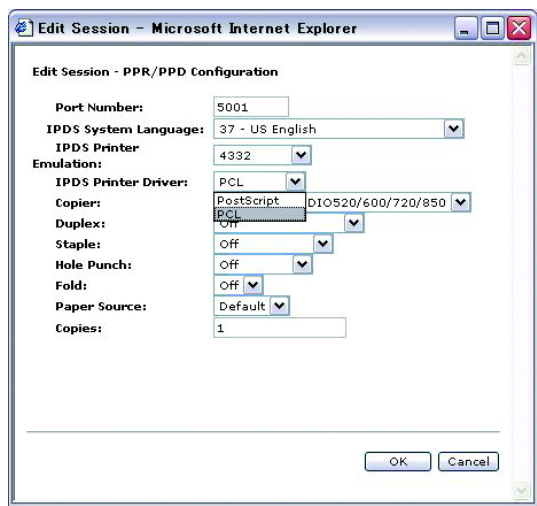 Edit Session - Microsoft Internet Explorer
Edit Session - PPR/PPD Configuration
Port Number: 5001
IPDS System Language: 37 - US English
IPDS Printer Emulation: 4332
IPDS Printer Driver: PCL
PostScript
PCL
Copier: DIO520/600/720/850
Duplex: Off
Staple: Off
Hole Punch: Off
Fold: Off
Paper Source: Default
Copies: 1
OK Cancel